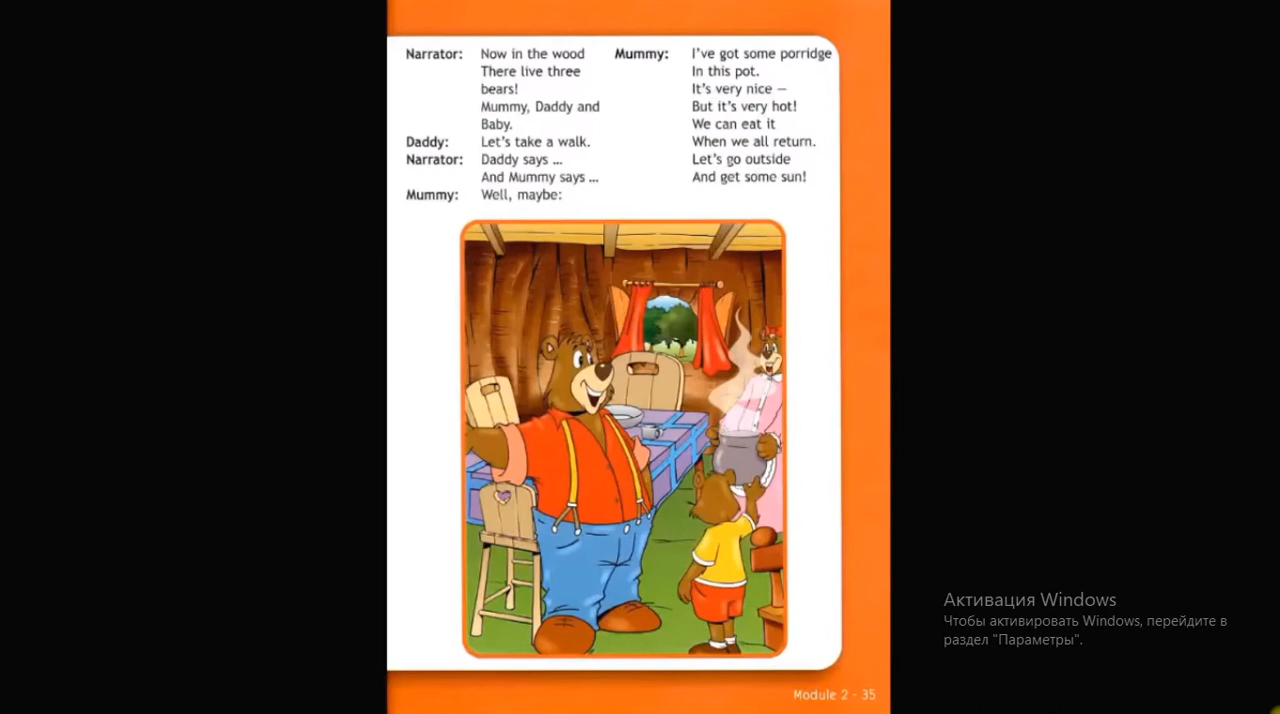 Narrator: Now in the wood
There live three
bears!
Mummy, Daddy and
Baby.
Daddy: Let's take a walk.
Narrator: Daddy says ...
And Mummy says ...
Mummy: Well, maybe:
Mummy: I've got some porridge
In this pot.
It's very nice –
But it's very hot!
We can eat it
When we all return.
Let's go outside
And get some sun!
Активация Windows
Чтобы активировать Windows, перейдите в
раздел "Параметры".
Module 2 - 35